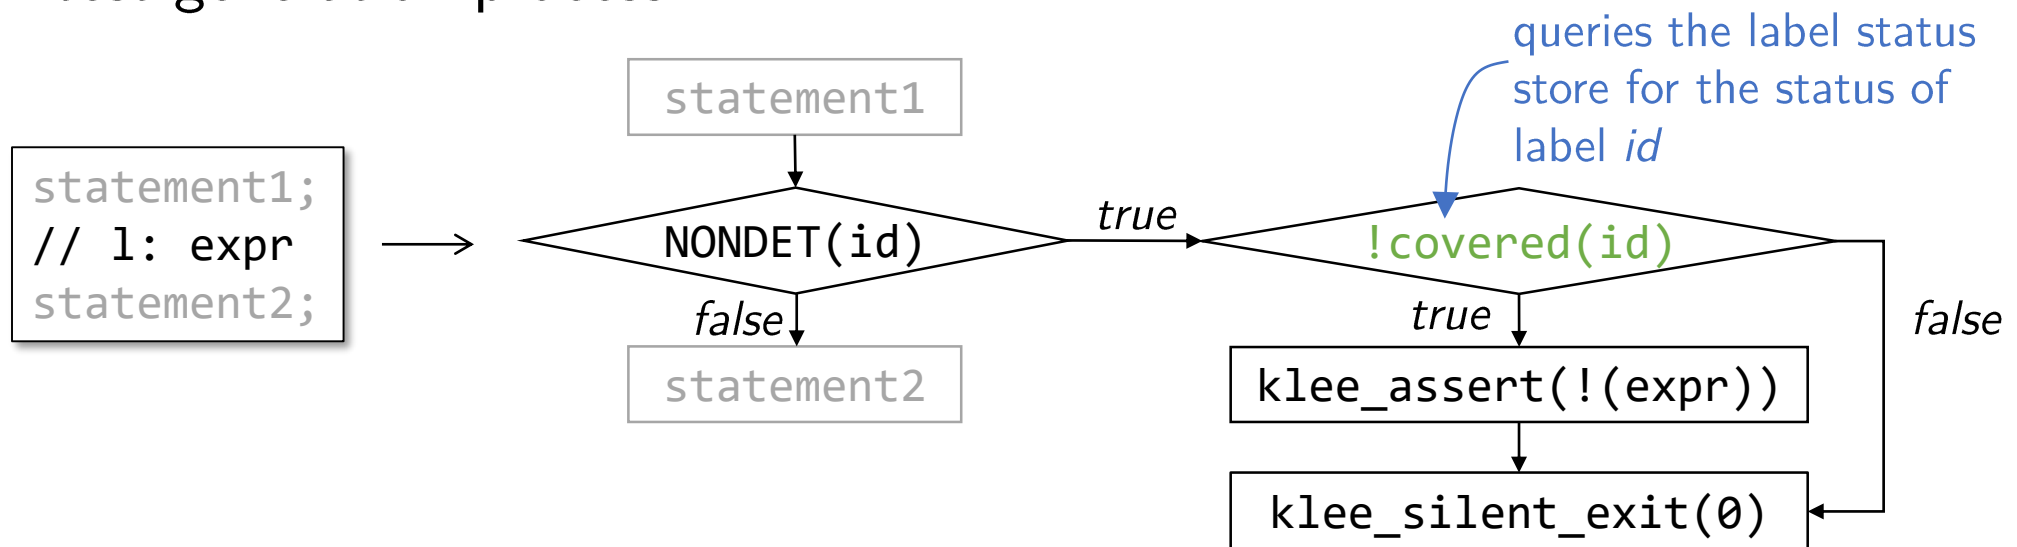 queries the label status
store for the status of
label id
statement1;
// l: expr
statement2;
statement1
NONDET(id)
true
false
statement2
!covered(id)
true
false
klee_assert(!(expr))
klee_silent_exit(0)